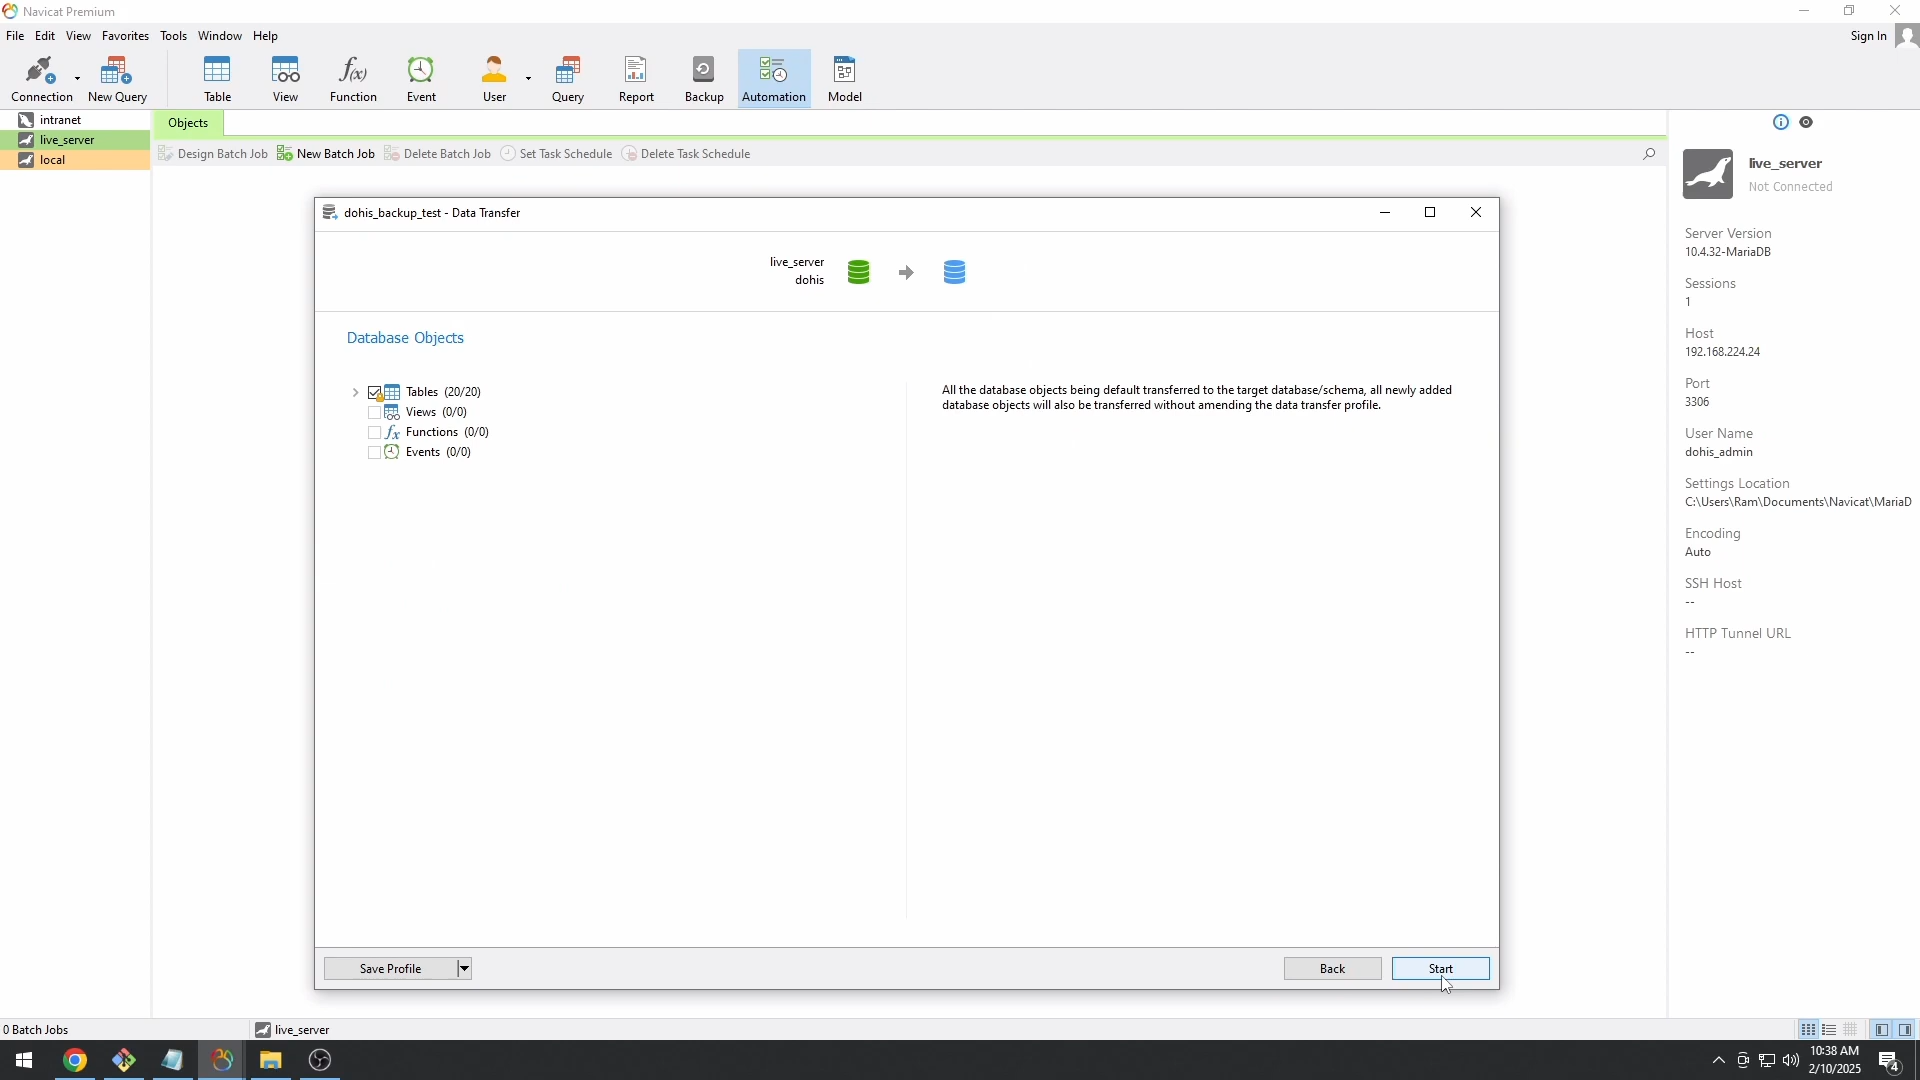 Navicat Premium
File Edit View Favorites Tools Window Help
Sign In
Connection New Query Table View Function Event User Query Report Backup Automation Model
intranet
live_server
local
Objects
Design Batch Job New Batch Job Delete Batch Job Set Task Schedule Delete Task Schedule
dohis_backup_test - Data Transfer
live_server
dohis
Database Objects
Tables (20/20)
Views (0/0)
Functions (0/0)
Events (0/0)
All the database objects being default transferred to the target database/schema, all newly added
database objects will also be transferred without amending the data transfer profile.
Save Profile
Back
Start
live_server
Not Connected
Server Version
10.4.32-MariaDB
Sessions
1
Host
192.168.224.24
Port
3306
User Name
dohis_admin
Settings Location
C:\Users\Ram\Documents\Navicat\MariaD
Encoding
Auto
SSH Host
--
HTTP Tunnel URL
--
0 Batch Jobs
live_server
10:38 AM
2/10/2025
4